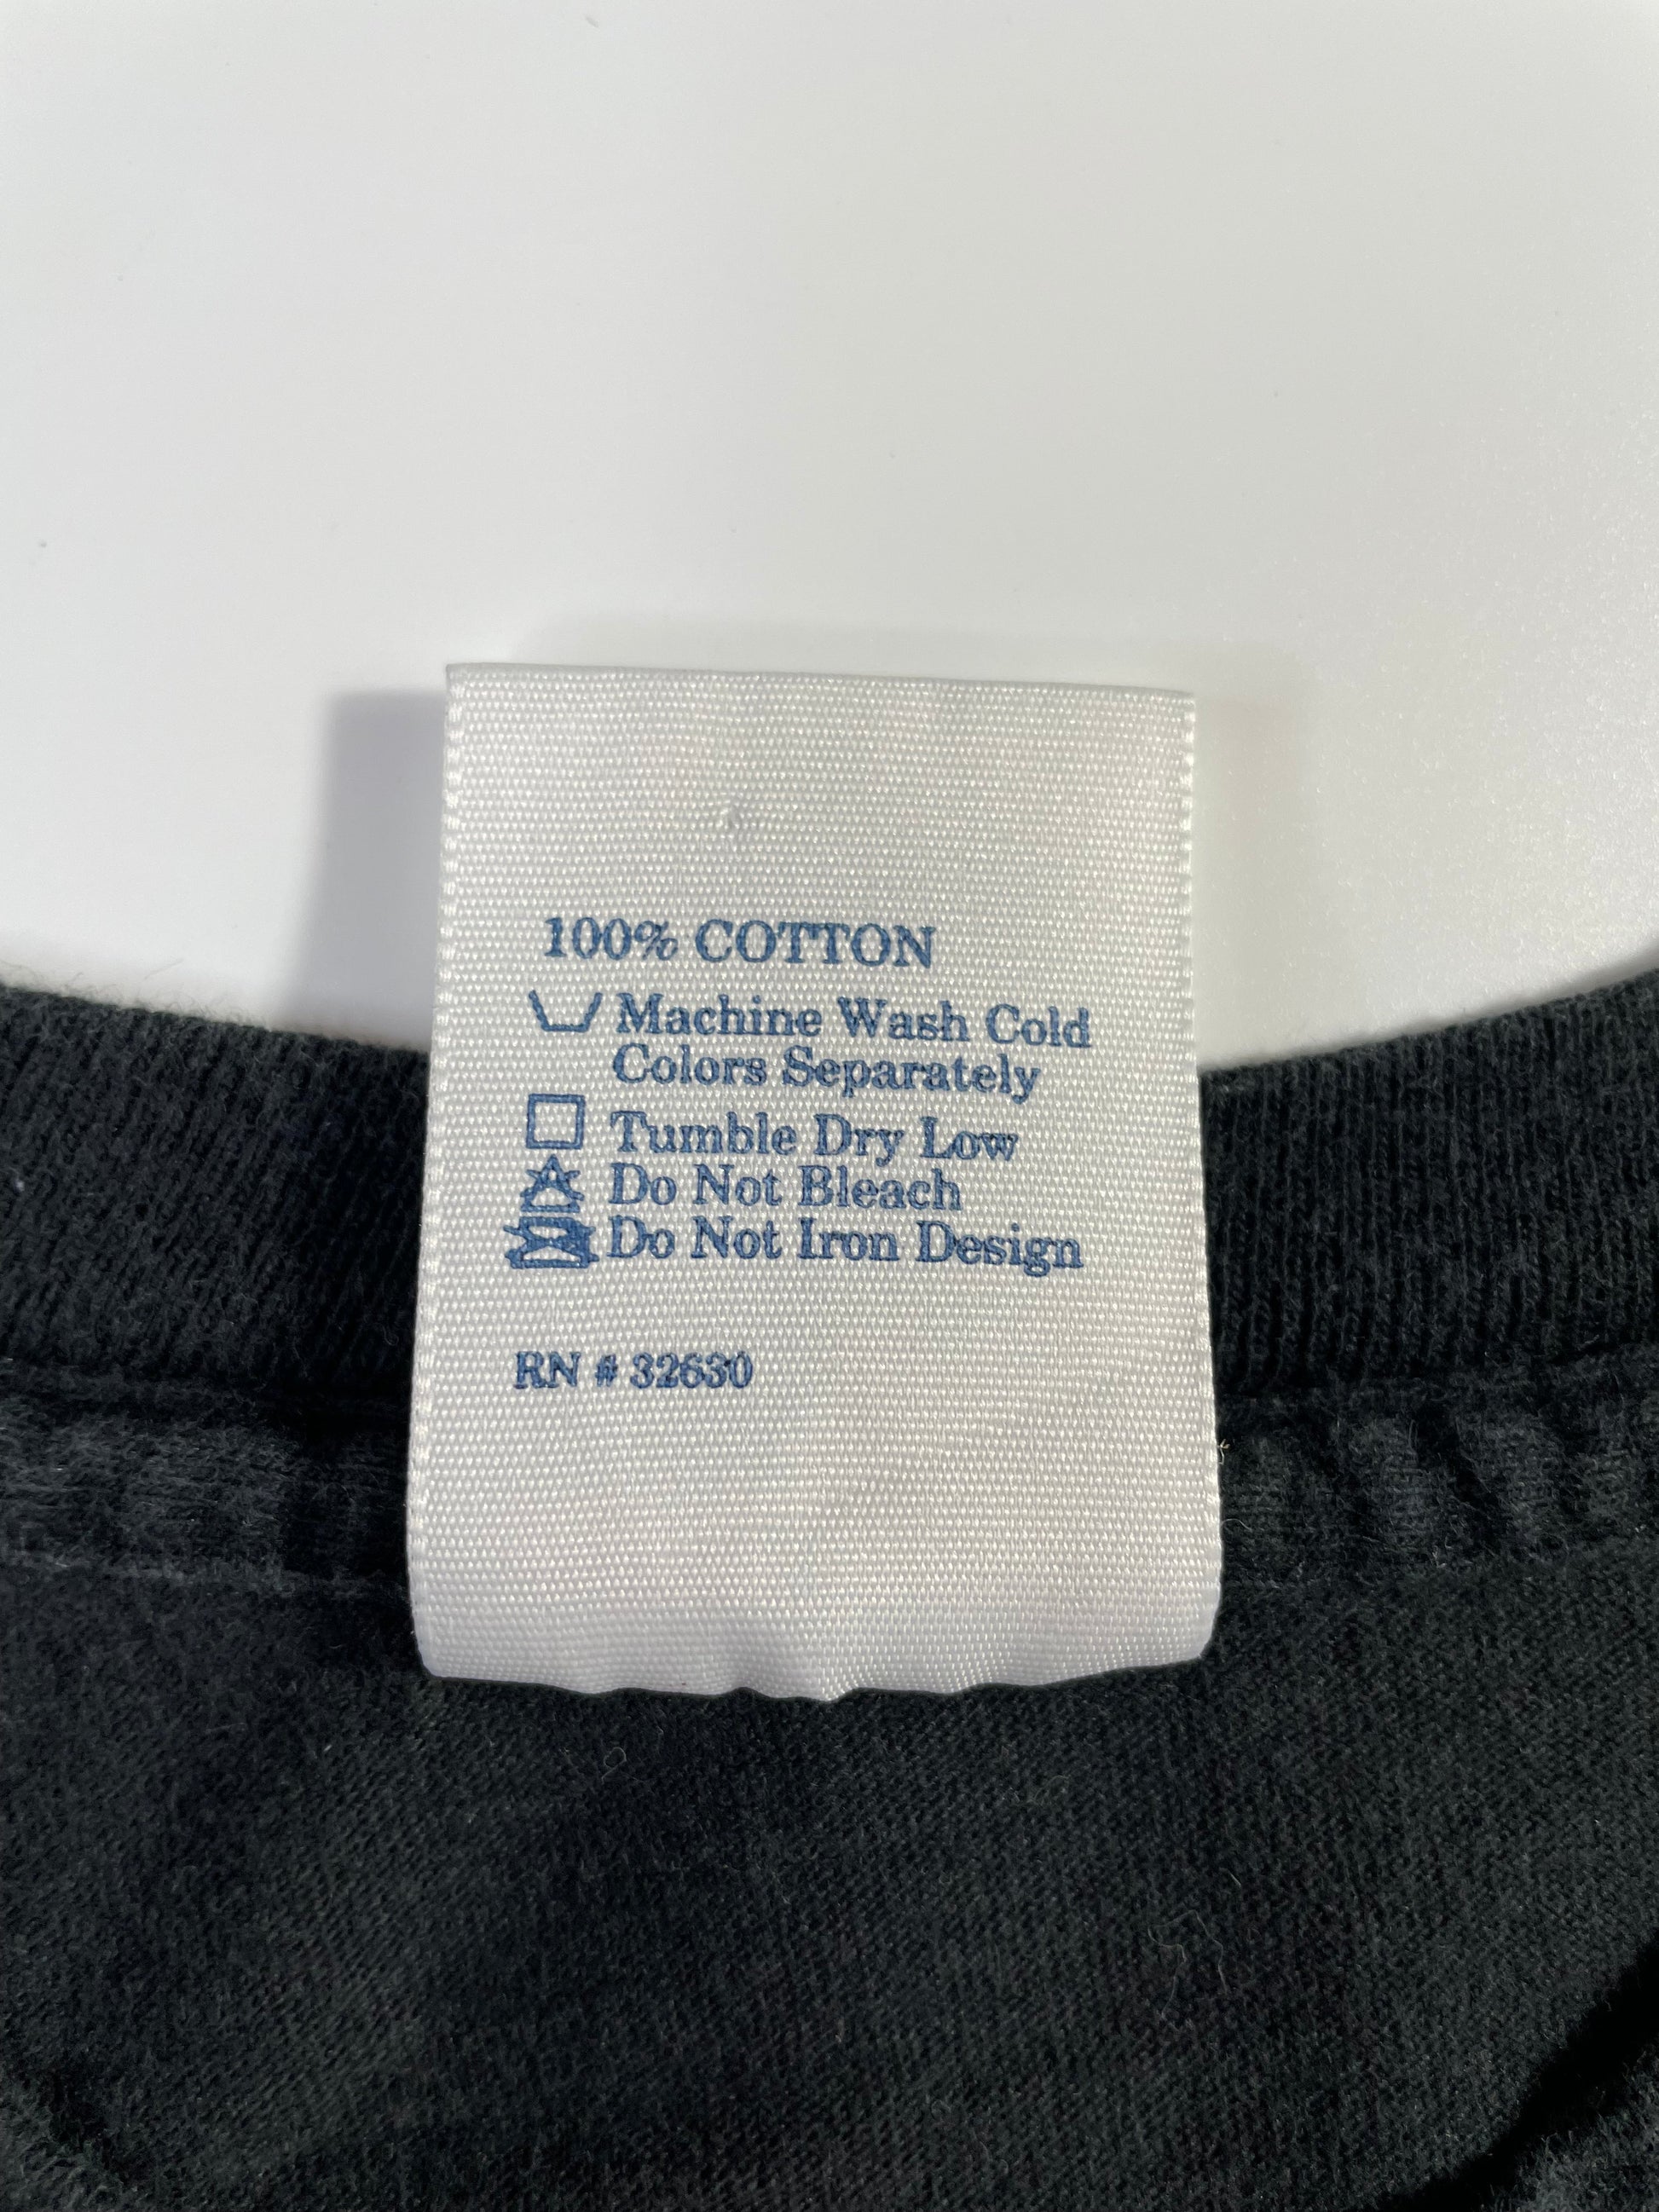 100% COTTON
Machine Wash Cold
Colors Separately
Tumble Dry Low
Do Not Bleach
Do Not Iron Design
RN # 32630